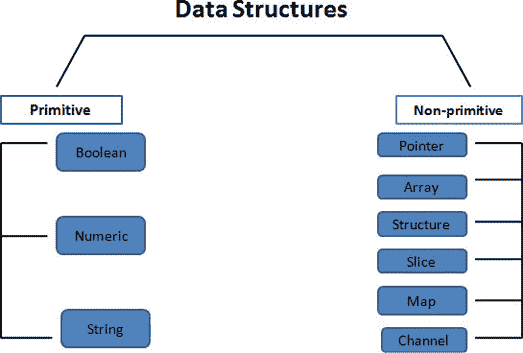 Data Structures
Primitive
Boolean
Numeric
String
Non-primitive
Pointer
Array
Structure
Slice
Map
Channel